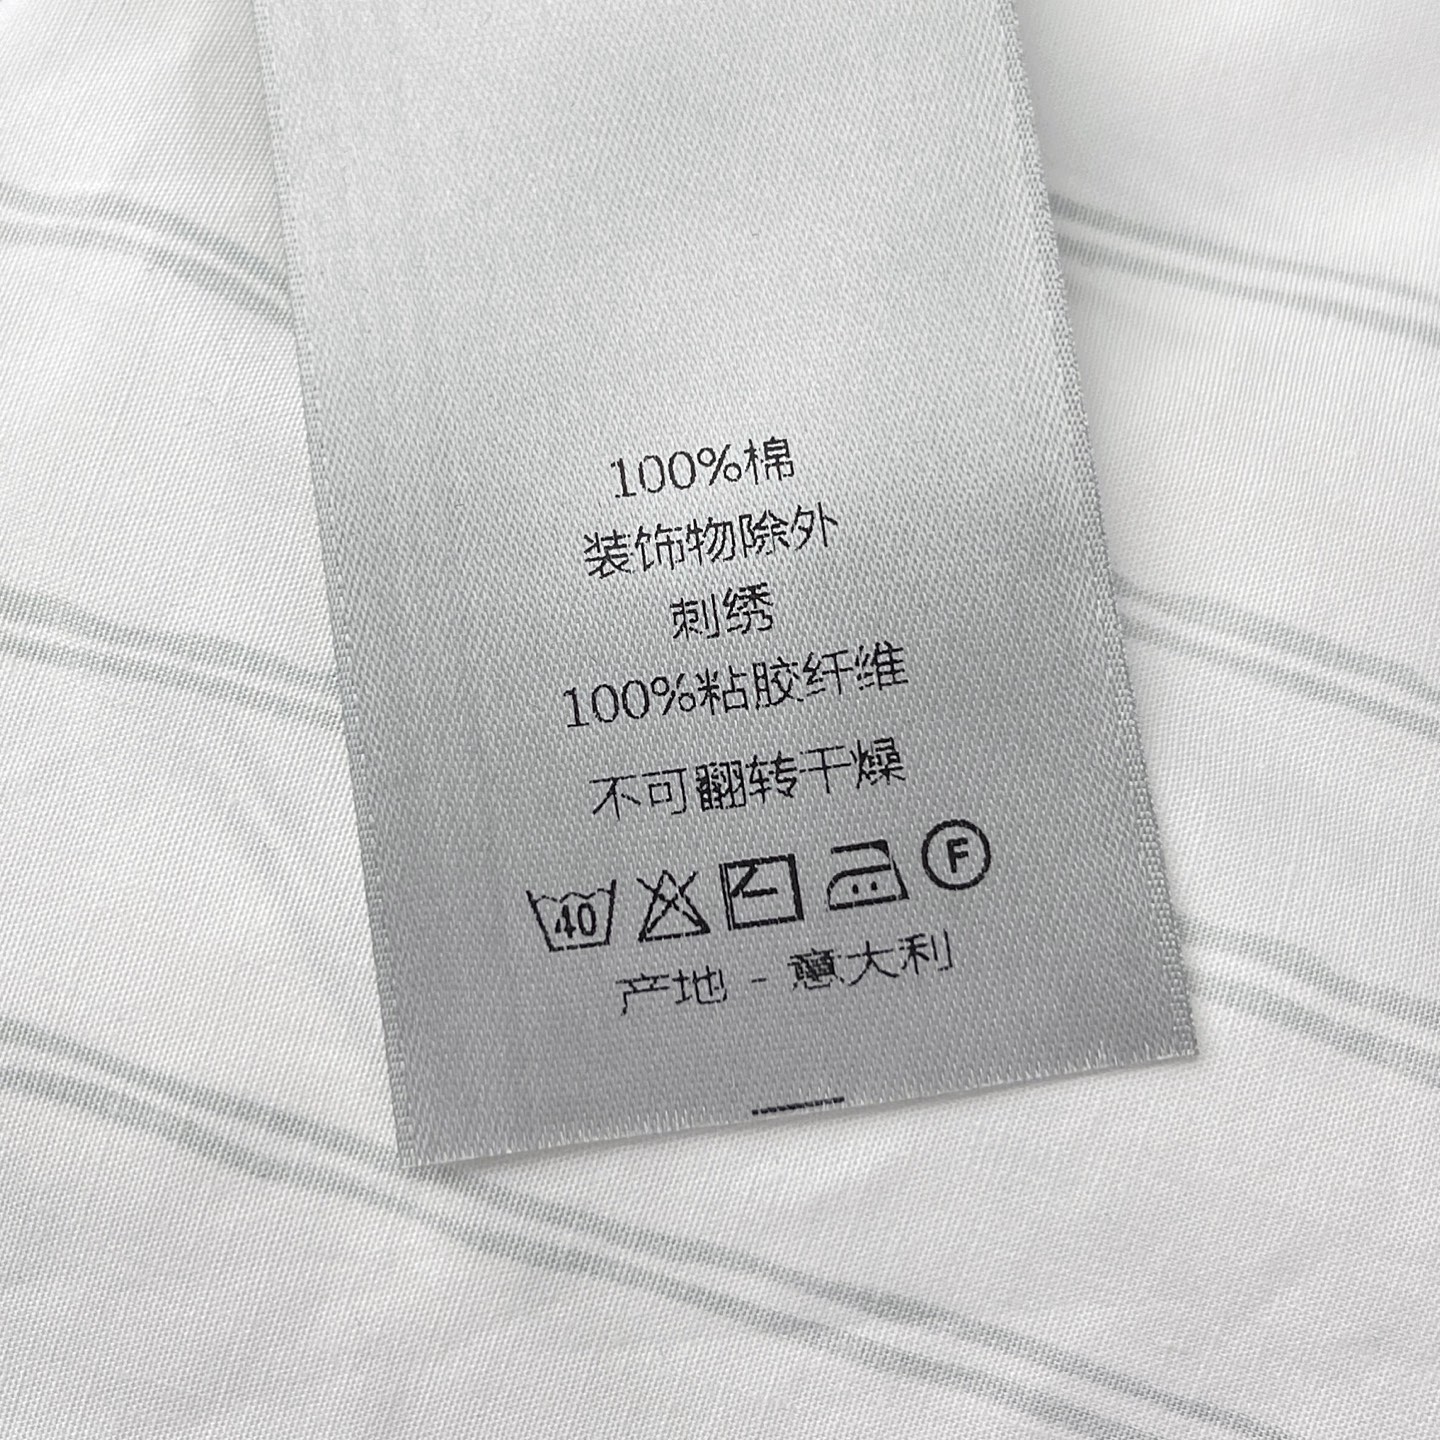 100%棉
装饰物除外
刺绣
100%粘胶纤维
不可翻转干燥
40 F
产地 - 意大利